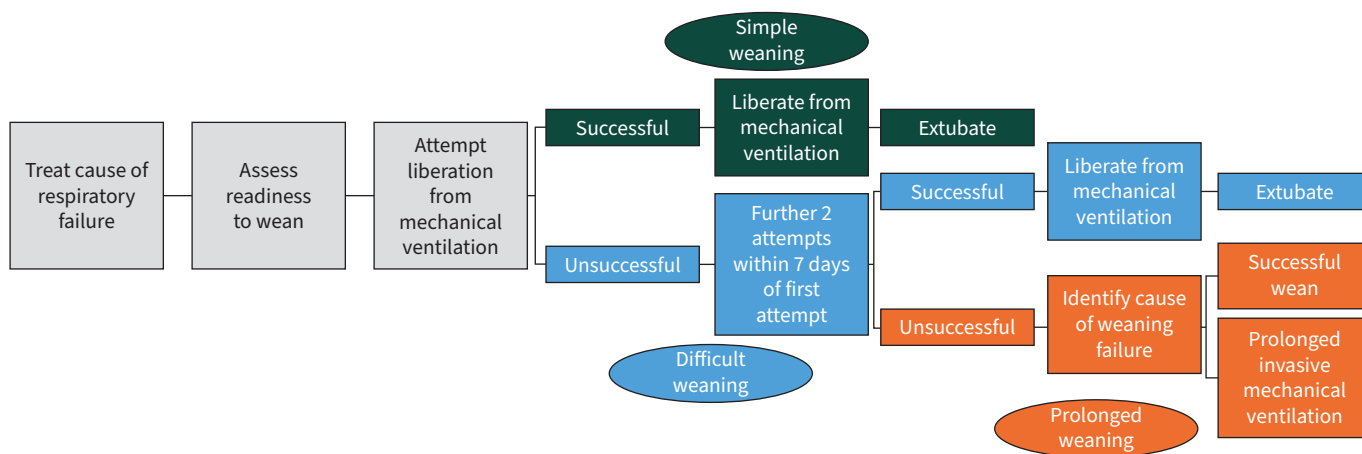 Simple
weaning
Treat cause of
respiratory
failure
Assess
readiness
to wean
Attempt
liberation
from
mechanical
ventilation
Successful
Liberate from
mechanical
ventilation
Extubate
Unsuccessful
Further 2
attempts
within 7 days
of first
attempt
Difficult
weaning
Successful
Liberate from
mechanical
ventilation
Extubate
Unsuccessful
Identify cause
of weaning
failure
Successful
wean
Prolonged
invasive
mechanical
ventilation
Prolonged
weaning